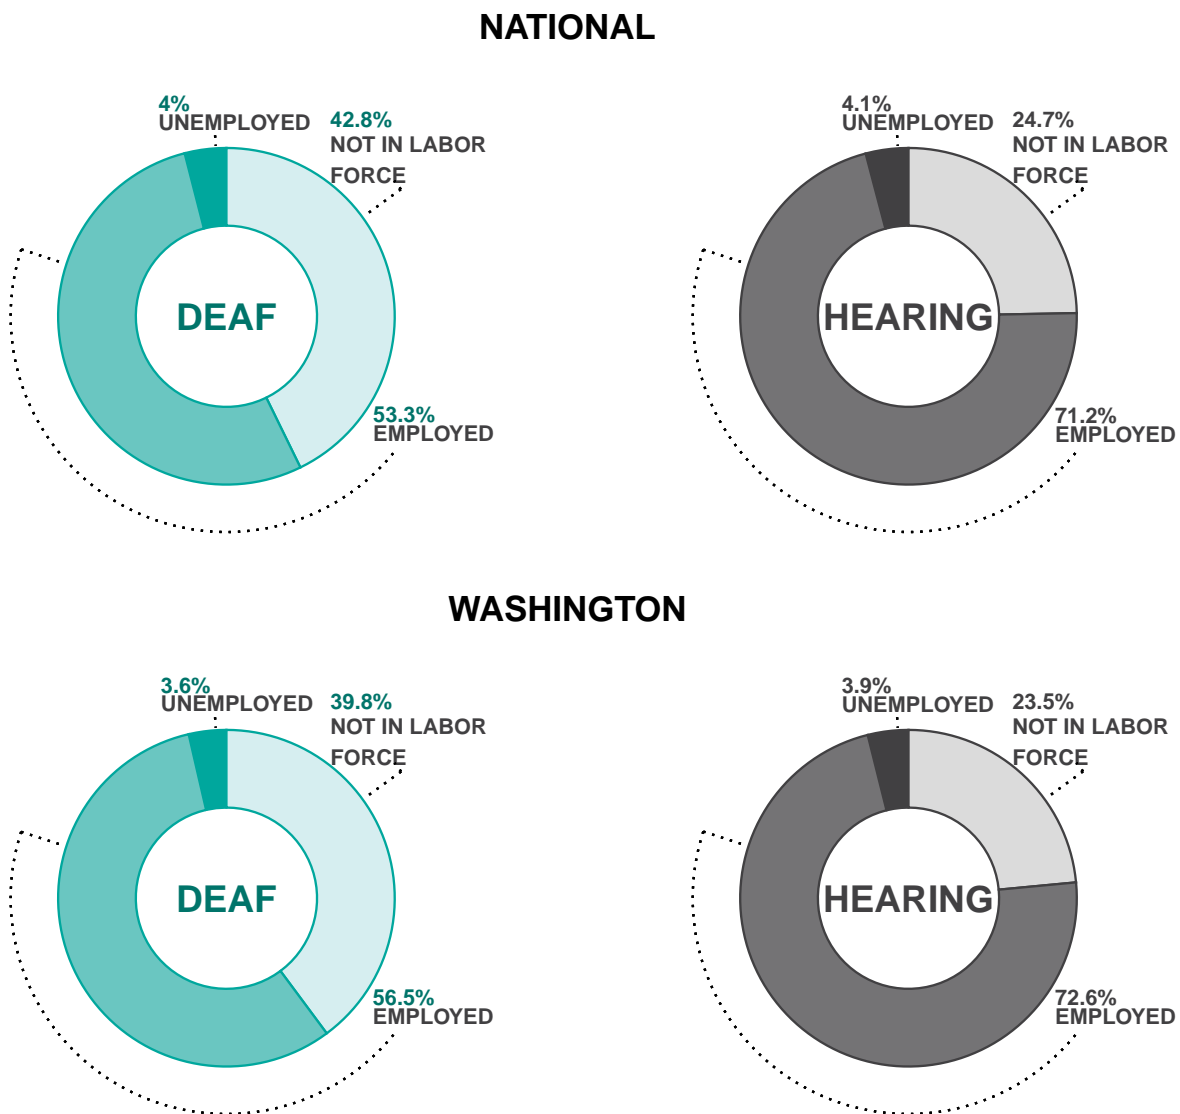 NATIONAL
4%
UNEMPLOYED
42.8%
NOT IN LABOR
FORCE
DEAF
53.3%
EMPLOYED
4.1%
UNEMPLOYED
24.7%
NOT IN LABOR
FORCE
HEARING
71.2%
EMPLOYED
WASHINGTON
3.6%
UNEMPLOYED
39.8%
NOT IN LABOR
FORCE
DEAF
56.5%
EMPLOYED
3.9%
UNEMPLOYED
23.5%
NOT IN LABOR
FORCE
HEARING
72.6%
EMPLOYED